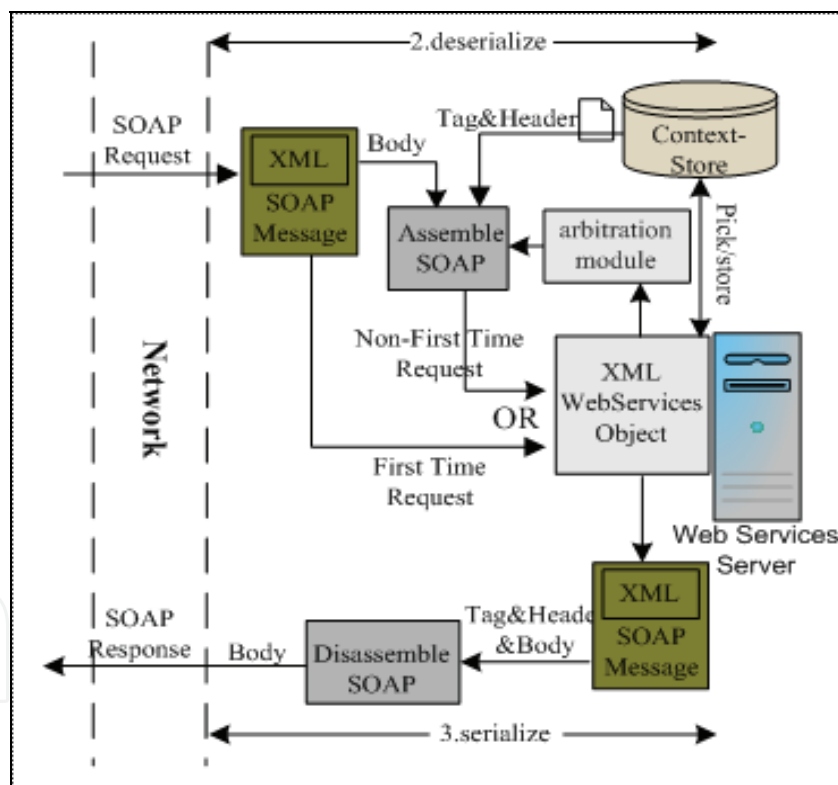 2.deserialize
SOAP
Request
XML
SOAP
Message
Body
Tag&Header
Context-
Store
Assemble
SOAP
arbitration
module
Pick/store
Non-First Time
Request
OR
XML
WebServices
Object
First Time
Request
Network
Web Services
Server
XML
SOAP
Message
Tag&Header
&Body
Disassemble
SOAP
Body
SOAP
Response
3.serialize